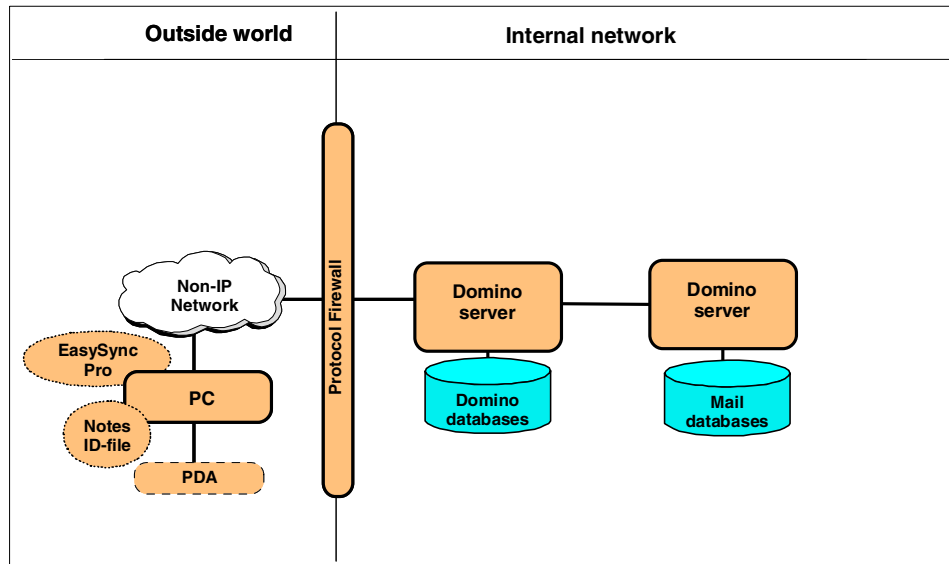 Outside world
Internal network
Protocol Firewall
Non-IP
Network
EasySync
Pro
PC
Notes
ID-file
PDA
Domino
server
Domino
databases
Domino
server
Mail
databases